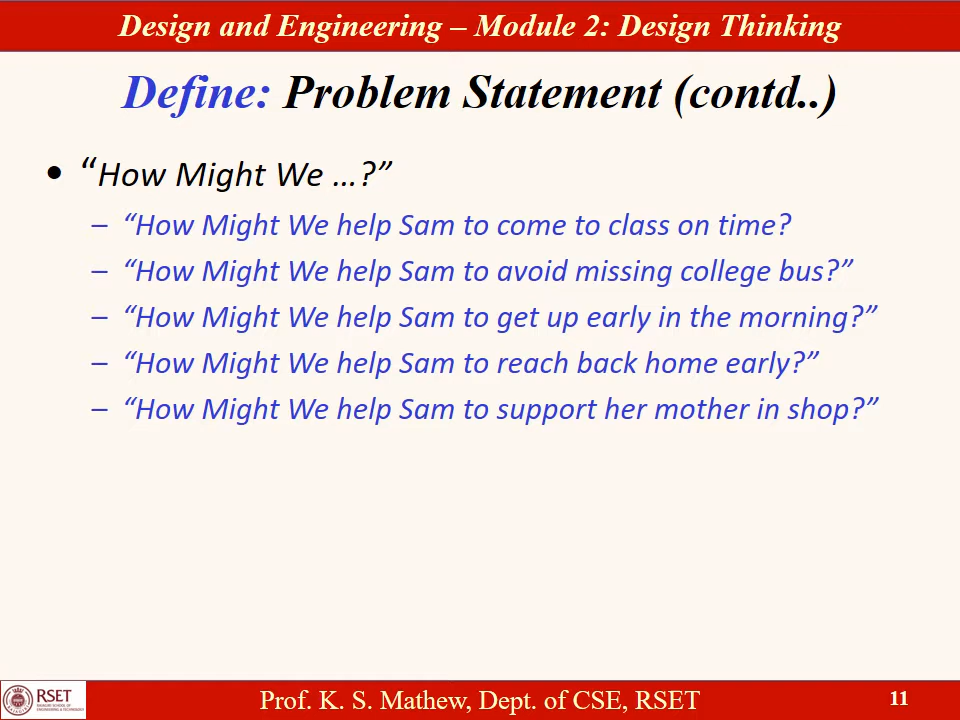 Design and Engineering – Module 2: Design Thinking
Define: Problem Statement (contd..)
• “How Might We …?”
– “How Might We help Sam to come to class on time?
– “How Might We help Sam to avoid missing college bus?”
– “How Might We help Sam to get up early in the morning?”
– “How Might We help Sam to reach back home early?”
– “How Might We help Sam to support her mother in shop?”
RSET
Prof. K. S. Mathew, Dept. of CSE, RSET
11